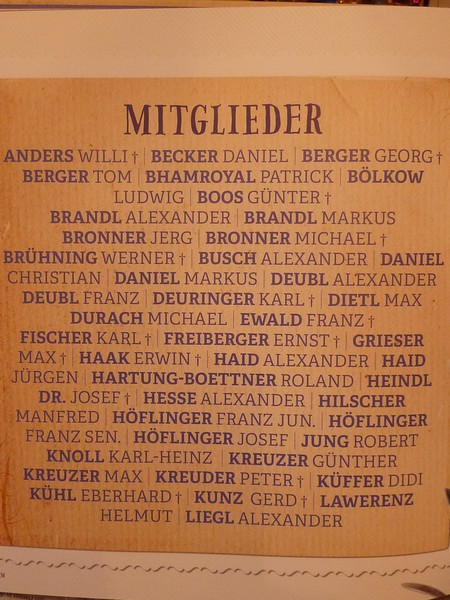 MITGLIEDER
ANDERS WILLI † | BECKER DANIEL | BERGER GEORG †
BERGER TOM | BHAMROYAL PATRICK | BÖLKOW
LUDWIG | BOOS GÜNTER †
BRANDL ALEXANDER | BRANDL MARKUS
BRONNER JERG | BRONNER MICHAEL †
BRÜHNING WERNER † | BUSCH ALEXANDER | DANIEL
CHRISTIAN | DANIEL MARKUS | DEUBL ALEXANDER
DEUBL FRANZ | DEURINGER KARL † | DIETL MAX
DURACH MICHAEL | EWALD FRANZ †
FISCHER KARL † | FREIBERGER ERNST † | GRIESER
MAX † | HAAK ERWIN † | HAID ALEXANDER | HAID
JÜRGEN | HARTUNG-BOETTNER ROLAND | HEINDL
DR. JOSEF † | HESSE ALEXANDER | HILSCHER
MANFRED | HÖFLINGER FRANZ JUN. | HÖFLINGER
FRANZ SEN. | HÖFLINGER JOSEF | JUNG ROBERT
KNOLL KARL-HEINZ | KREUZER GÜNTHER
KREUZER MAX | KREUDER PETER † | KÜFFER DIDI
KÜHL EBERHARD † | KUNZ GERD † | LAWERENZ
HELMUT | LIEGL ALEXANDER